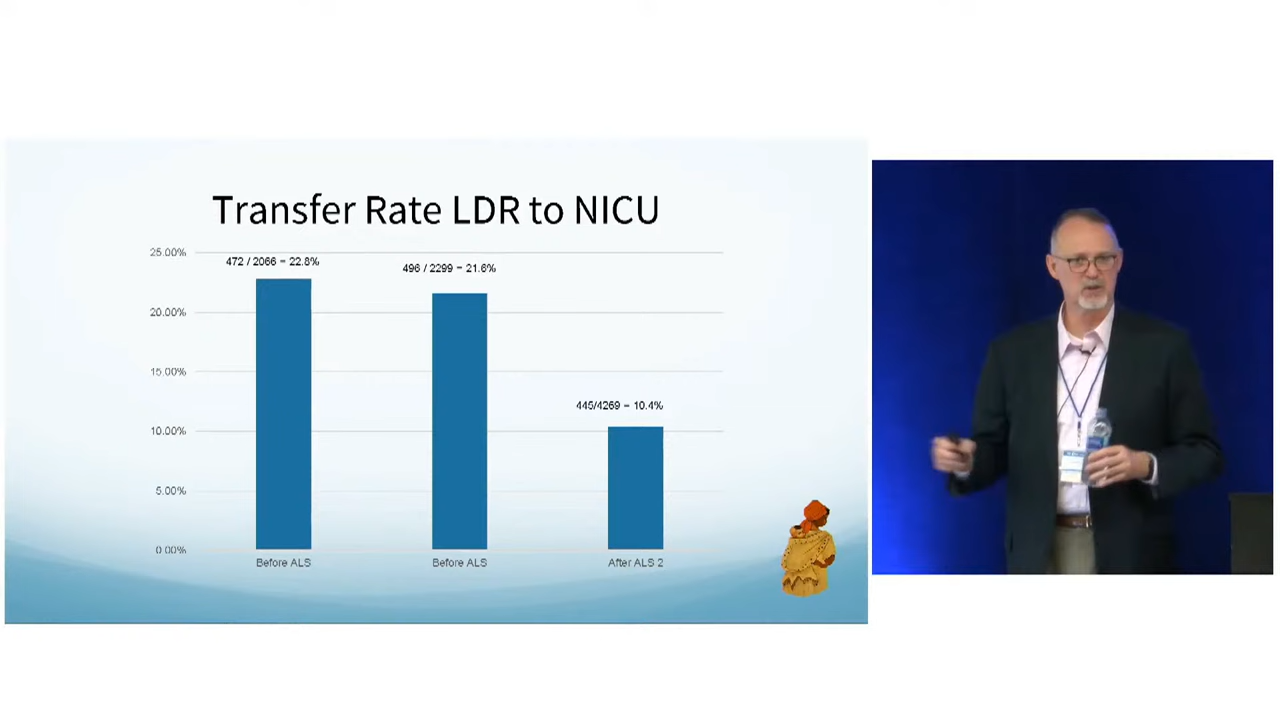 Transfer Rate LDR to NICU
25.00%
472 / 2066 = 22.8%
496 / 2299 = 21.6%
20.00%
15.00%
445/4269 = 10.4%
10.00%
5.00%
0.00%
Before ALS
Before ALS
After ALS 2